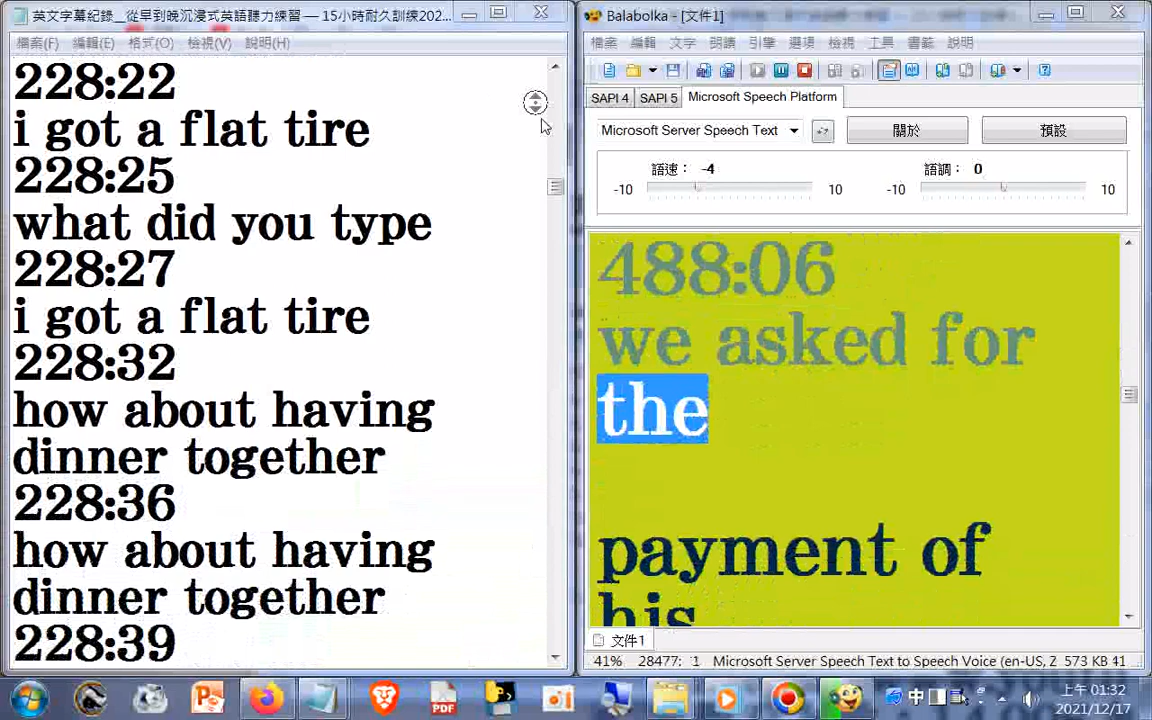 英文字幕紀錄__從早到晚沉浸式英語聽力練習 — 15小時耐久訓練202...
檔案(F) 編輯(E) 格式(O) 檢視(V) 說明(H)
228:22
i got a flat tire
228:25
what did you type
228:27
i got a flat tire
228:32
how about having
dinner together
228:36
how about having
dinner together
228:39
Balabolka - [文件1]
檔案 編輯 文字 朗讀 引擎 選項 檢視 工具 書籤 說明
SAPI 4 SAPI 5 Microsoft Speech Platform
Microsoft Server Speech Text 關於 預設
語速： -4 語調： 0
-10 10 -10 10
488:06
we asked for
the
payment of
his
文件1
41% 28477: 1 Microsoft Server Speech Text to Speech Voice (en-US, 2 573 KB 41
中
上午 01:32
2021/12/17